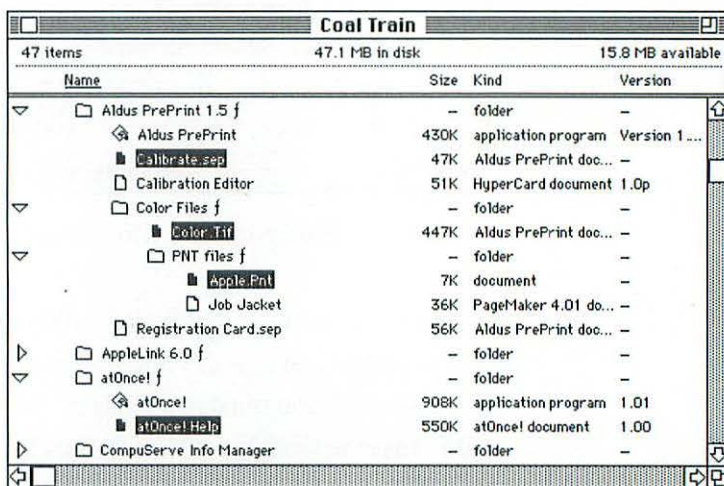 Coal Train
47 items 47.1 MB in disk 15.8 MB available
Name Size Kind Version
Aldus PrePrint 1.5 ƒ – folder –
Aldus PrePrint 430K application program Version 1....
Calibrate.sep 47K Aldus PrePrint doc... –
Calibration Editor 51K HyperCard document 1.0p
Color Files ƒ – folder –
Color.Tif 447K Aldus PrePrint doc... –
PNT files ƒ – folder –
Apple.Pnt 7K document –
Job Jacket 36K PageMaker 4.01 do... –
Registration Card.sep 56K Aldus PrePrint doc... –
AppleLink 6.0 ƒ – folder –
atOnce! ƒ – folder –
atOnce! 908K application program 1.01
atOnce! Help 550K atOnce! document 1.00
CompuServe Info Manager – folder –